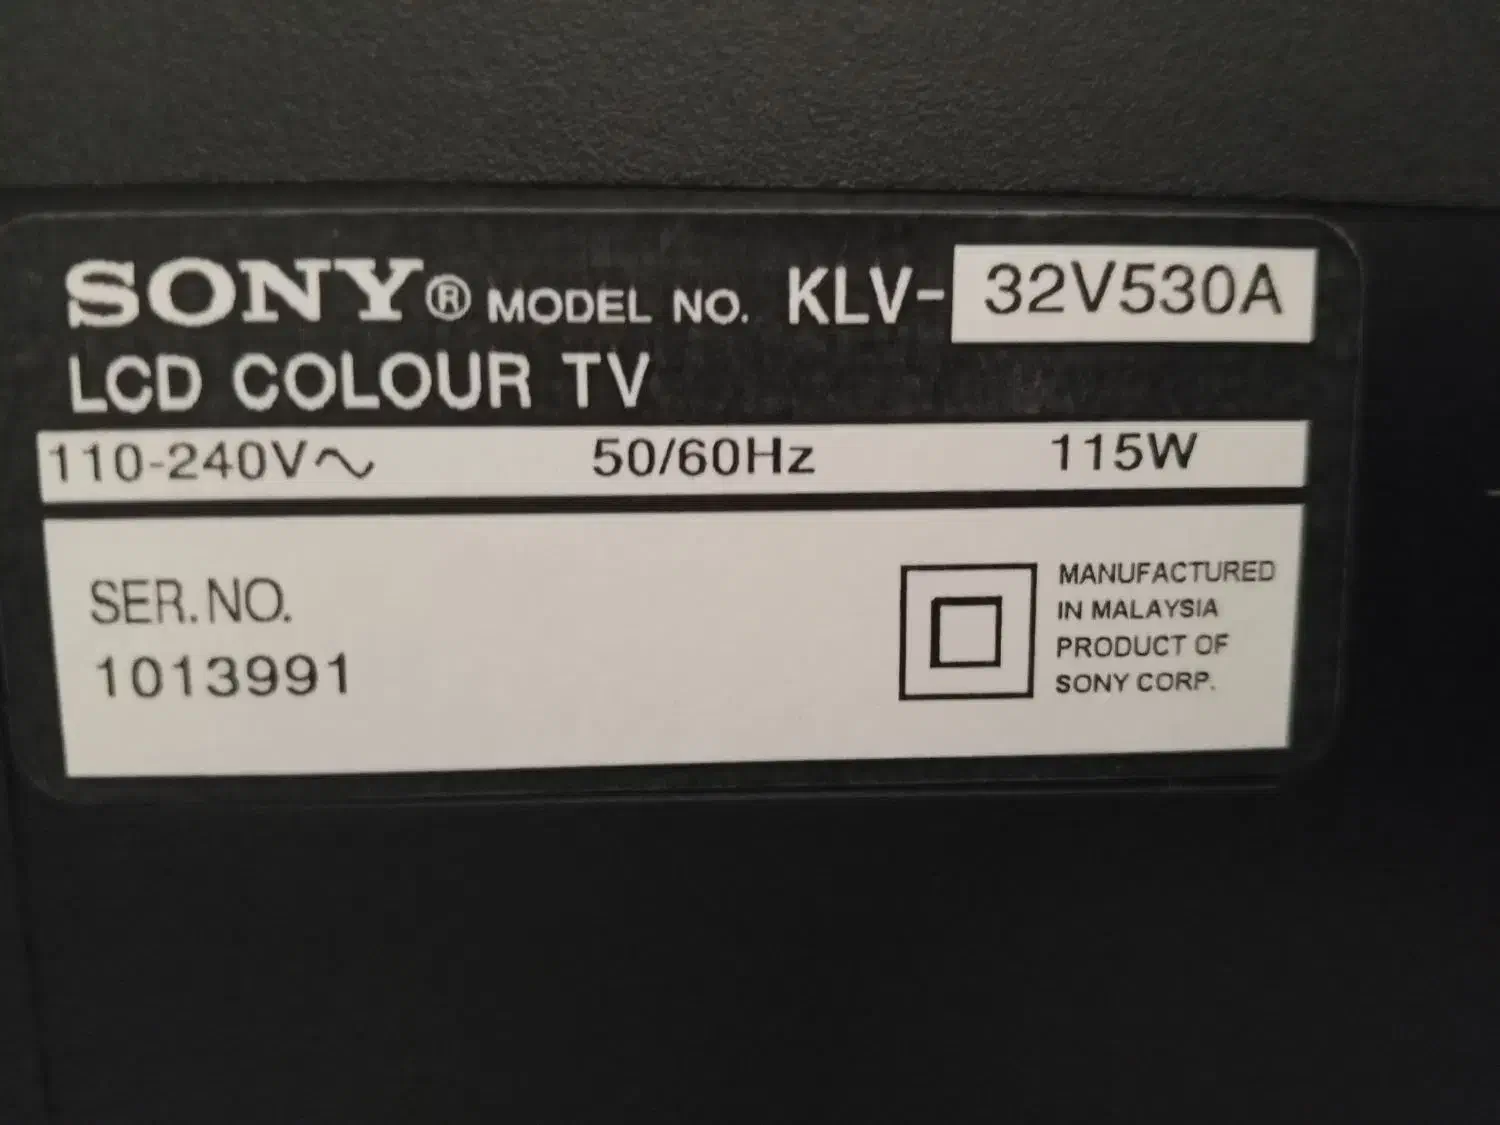 SONY® MODEL NO. KLV-32V530A
LCD COLOUR TV
110-240V~ 50/60Hz 115W
SER.NO.
1013991
MANUFACTURED
IN MALAYSIA
PRODUCT OF
SONY CORP.